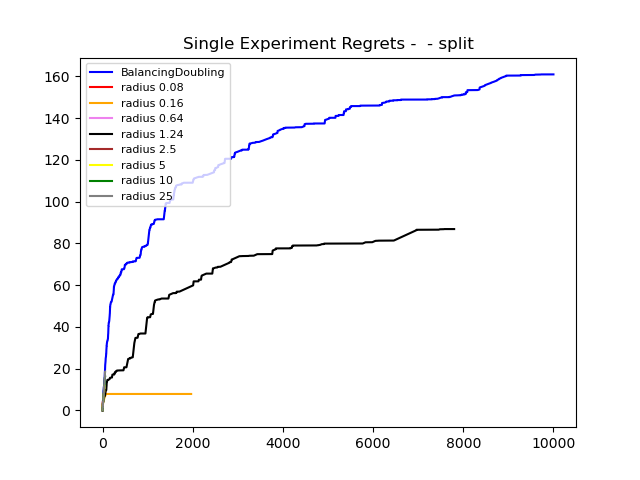 Single Experiment Regrets -  - split
160
140
120
100
80
60
40
20
0
BalancingDoubling
radius 0.08
radius 0.16
radius 0.64
radius 1.24
radius 2.5
radius 5
radius 10
radius 25
0 2000 4000 6000 8000 10000